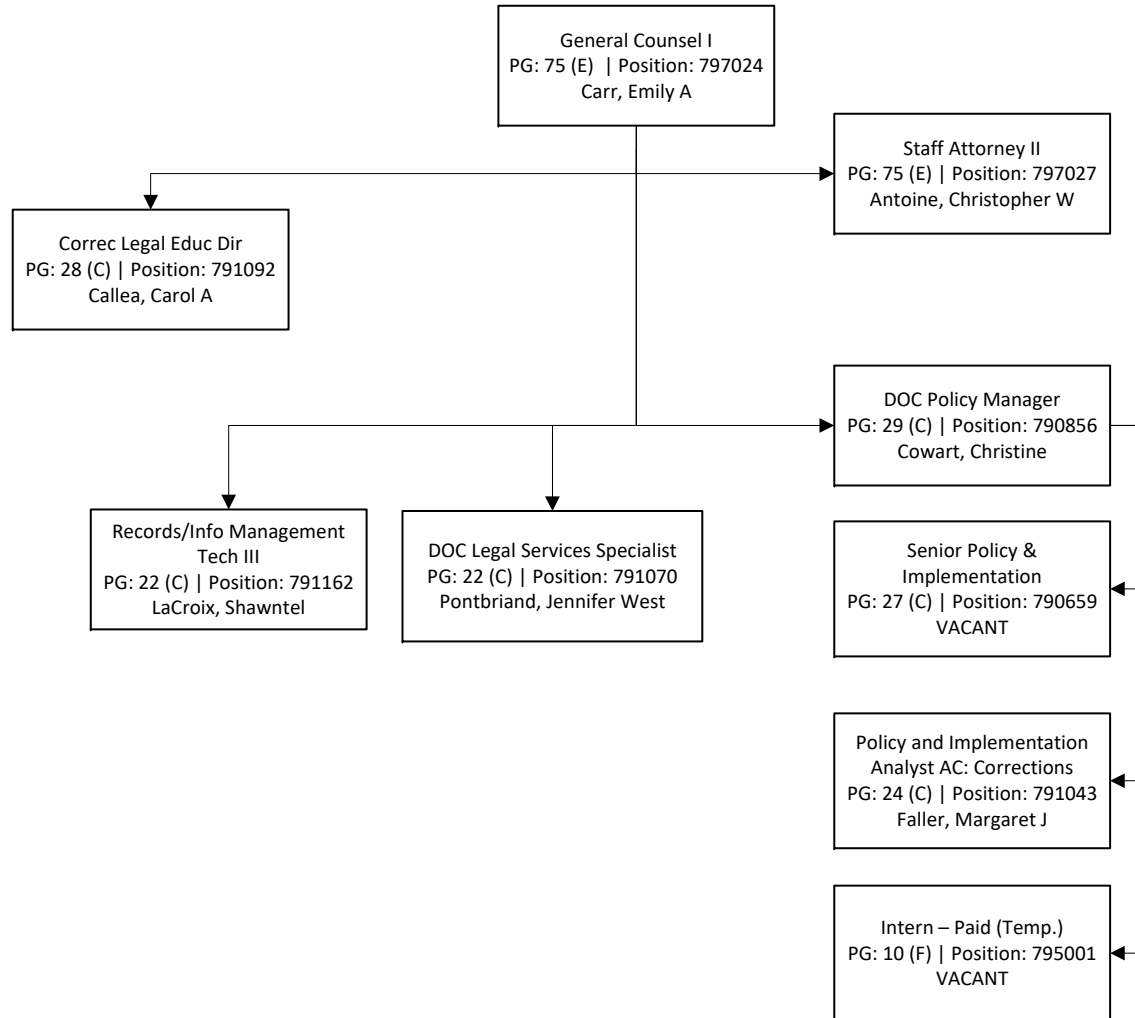 General Counsel I
PG: 75 (E) | Position: 797024
Carr, Emily A
Staff Attorney II
PG: 75 (E) | Position: 797027
Antoine, Christopher W
Correc Legal Educ Dir
PG: 28 (C) | Position: 791092
Callea, Carol A
DOC Policy Manager
PG: 29 (C) | Position: 790856
Cowart, Christine
Records/Info Management
Tech III
PG: 22 (C) | Position: 791162
LaCroix, Shawntel
DOC Legal Services Specialist
PG: 22 (C) | Position: 791070
Pontbriand, Jennifer West
Senior Policy &
Implementation
PG: 27 (C) | Position: 790659
VACANT
Policy and Implementation
Analyst AC: Corrections
PG: 24 (C) | Position: 791043
Faller, Margaret J
Intern – Paid (Temp.)
PG: 10 (F) | Position: 795001
VACANT